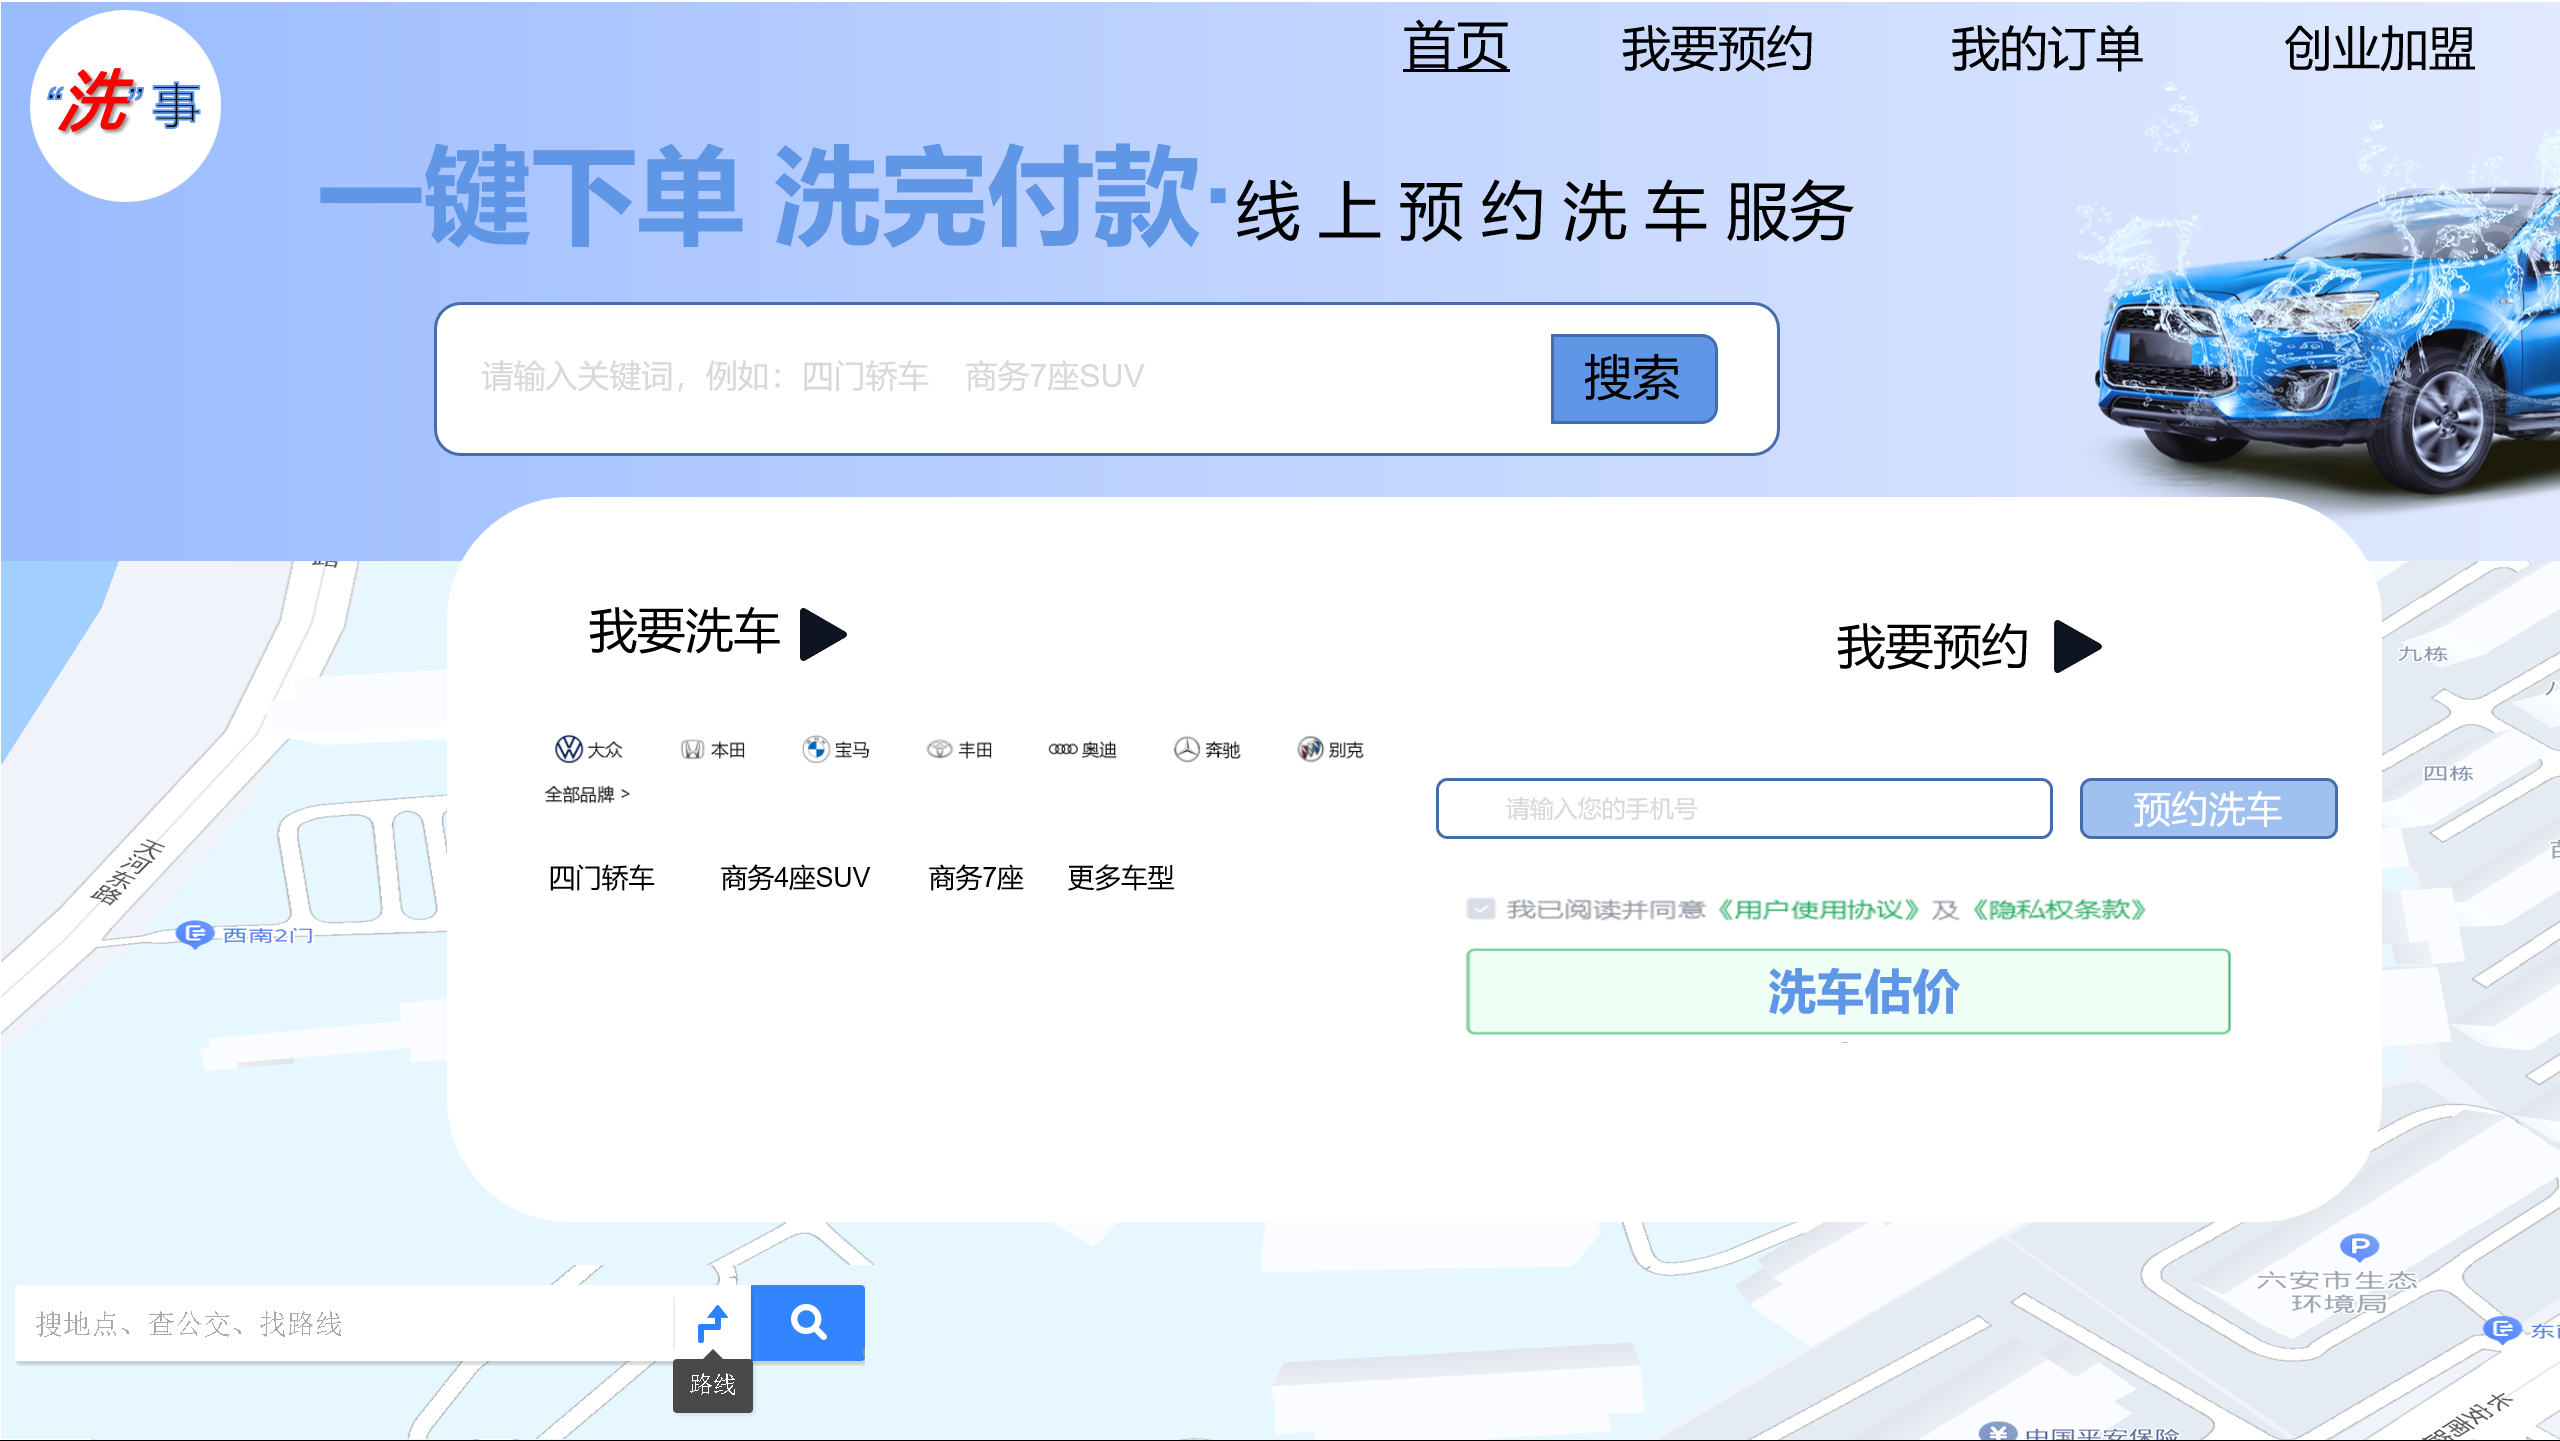 首页 我要预约 我的订单 创业加盟
“洗”事
一键下单 洗完付款·线上预约洗车服务
请输入关键词，例如：四门轿车 商务7座SUV
搜索
我要洗车
我要预约
大众 本田 宝马 丰田 奥迪 奔驰 别克
全部品牌 >
请输入您的手机号
预约洗车
四门轿车 商务4座SUV 商务7座 更多车型
我已阅读并同意《用户使用协议》及《隐私权条款》
洗车估价
路
天河东路
西南2门
九栋
四栋
P
六安市生态
环境局
搜地点、查公交、找路线
路线
中国平安保险